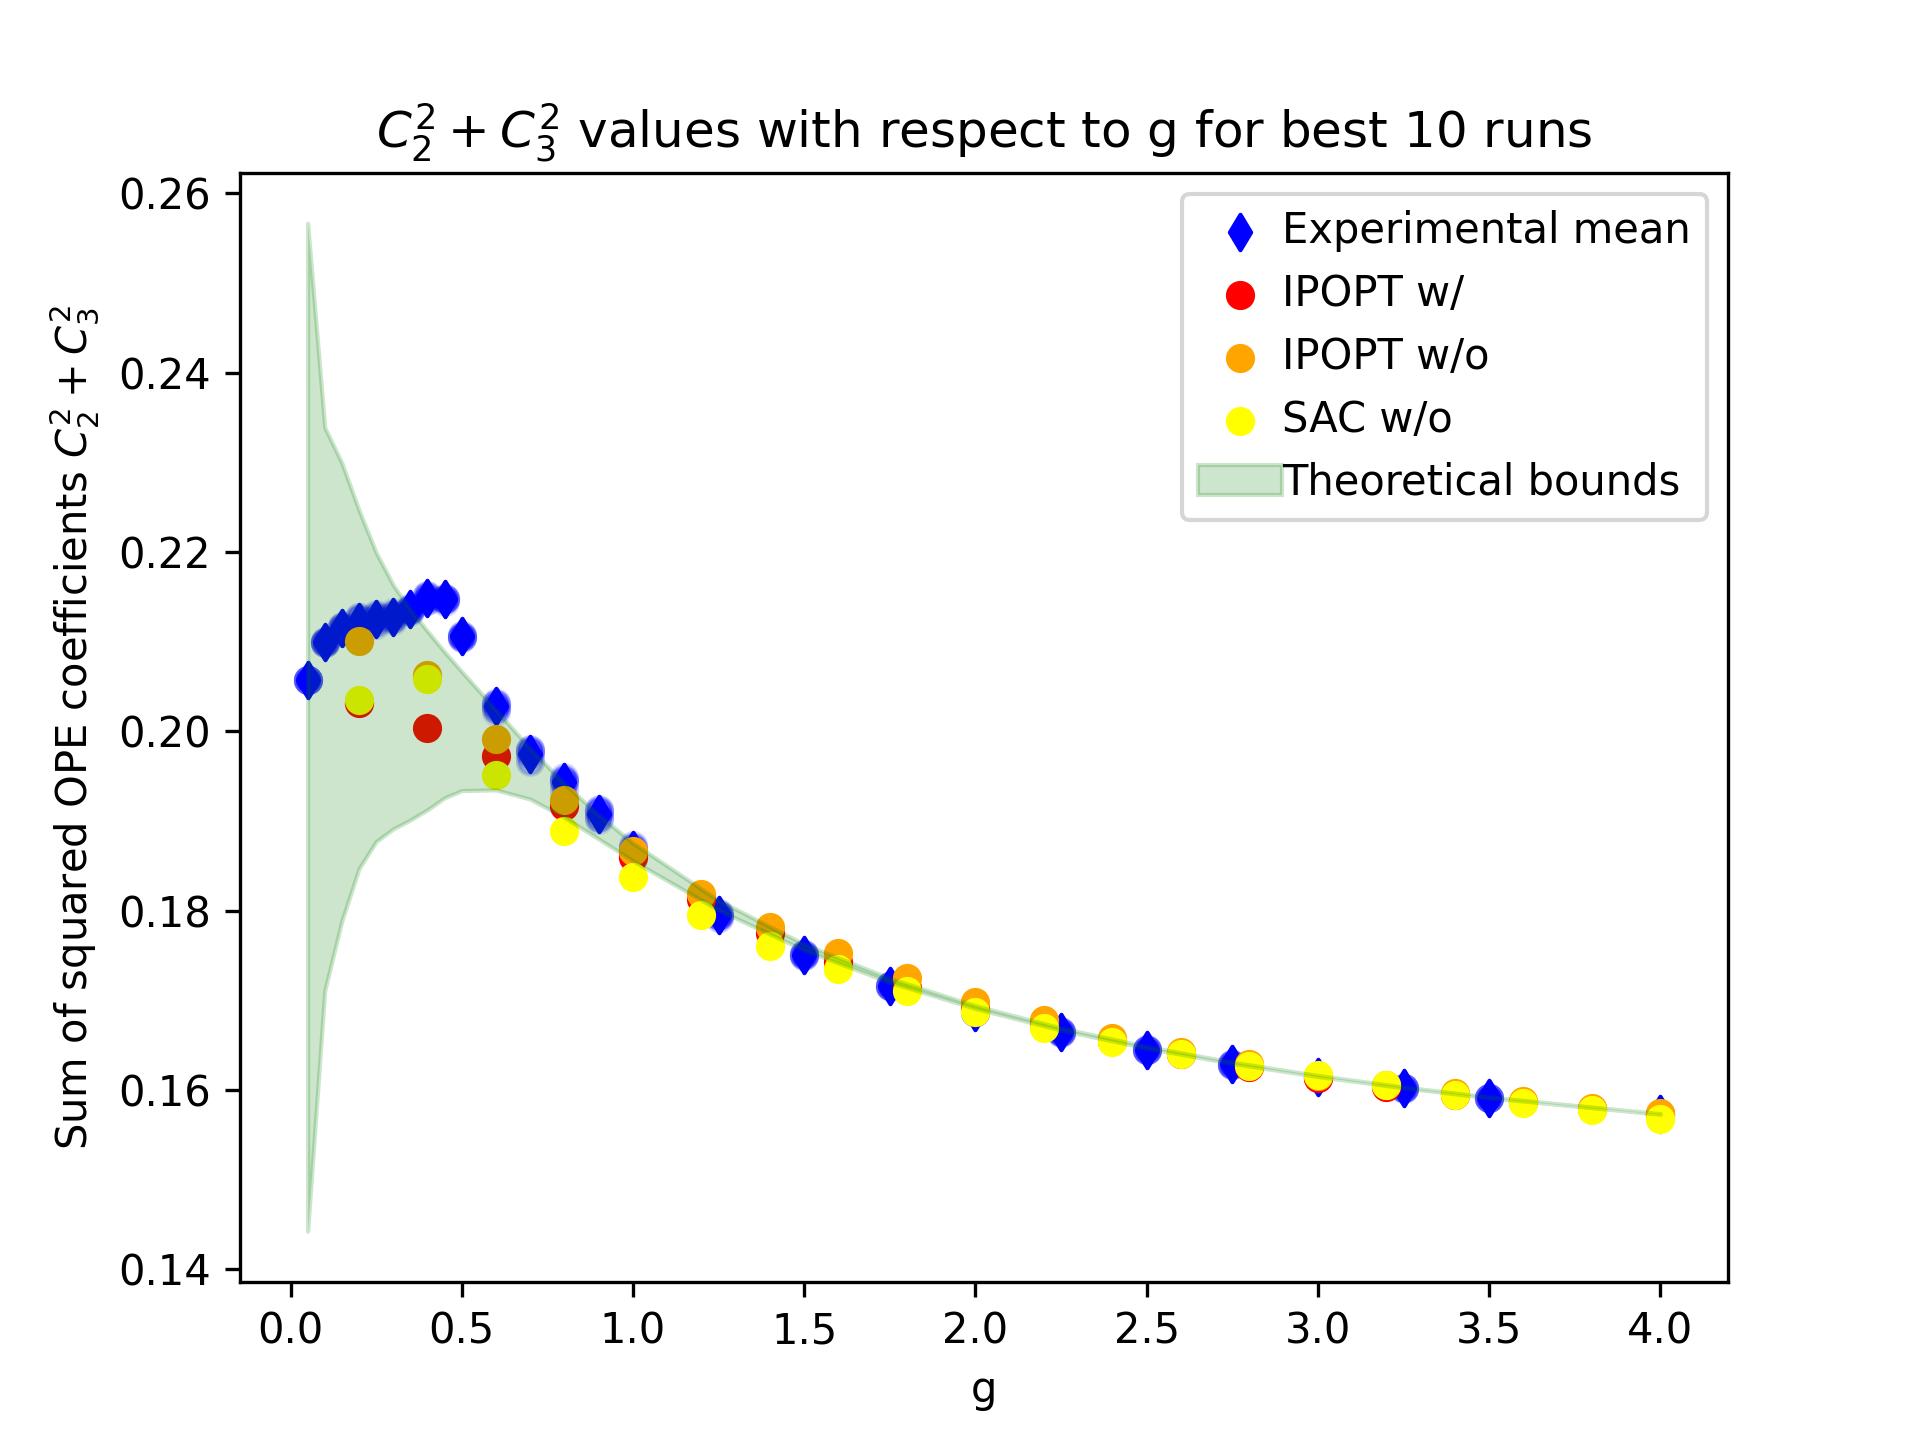 $C_2^2 + C_3^2$ values with respect to g for best 10 runs
Sum of squared OPE coefficients $C_2^2 + C_3^2$
0.26
0.24
0.22
0.20
0.18
0.16
0.14
Experimental mean
IPOPT w/
IPOPT w/o
SAC w/o
Theoretical bounds
0.0 0.5 1.0 1.5 2.0 2.5 3.0 3.5 4.0
g